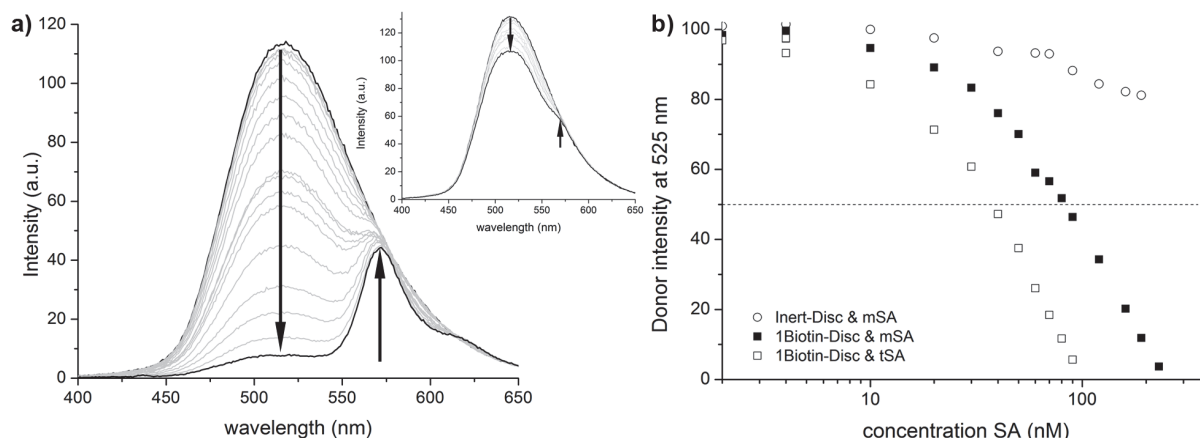 a)
120
100
80
60
40
20
0
Intensity (a.u.)
400 450 500 550 600 650
wavelength (nm)
120
100
80
60
40
20
0
Intensity (a.u.)
400 450 500 550 600 650
wavelength (nm)
b)
100
80
60
40
20
0
Donor intensity at 525 nm
Inert-Disc & mSA
1Biotin-Disc & mSA
1Biotin-Disc & tSA
10 100
concentration SA (nM)